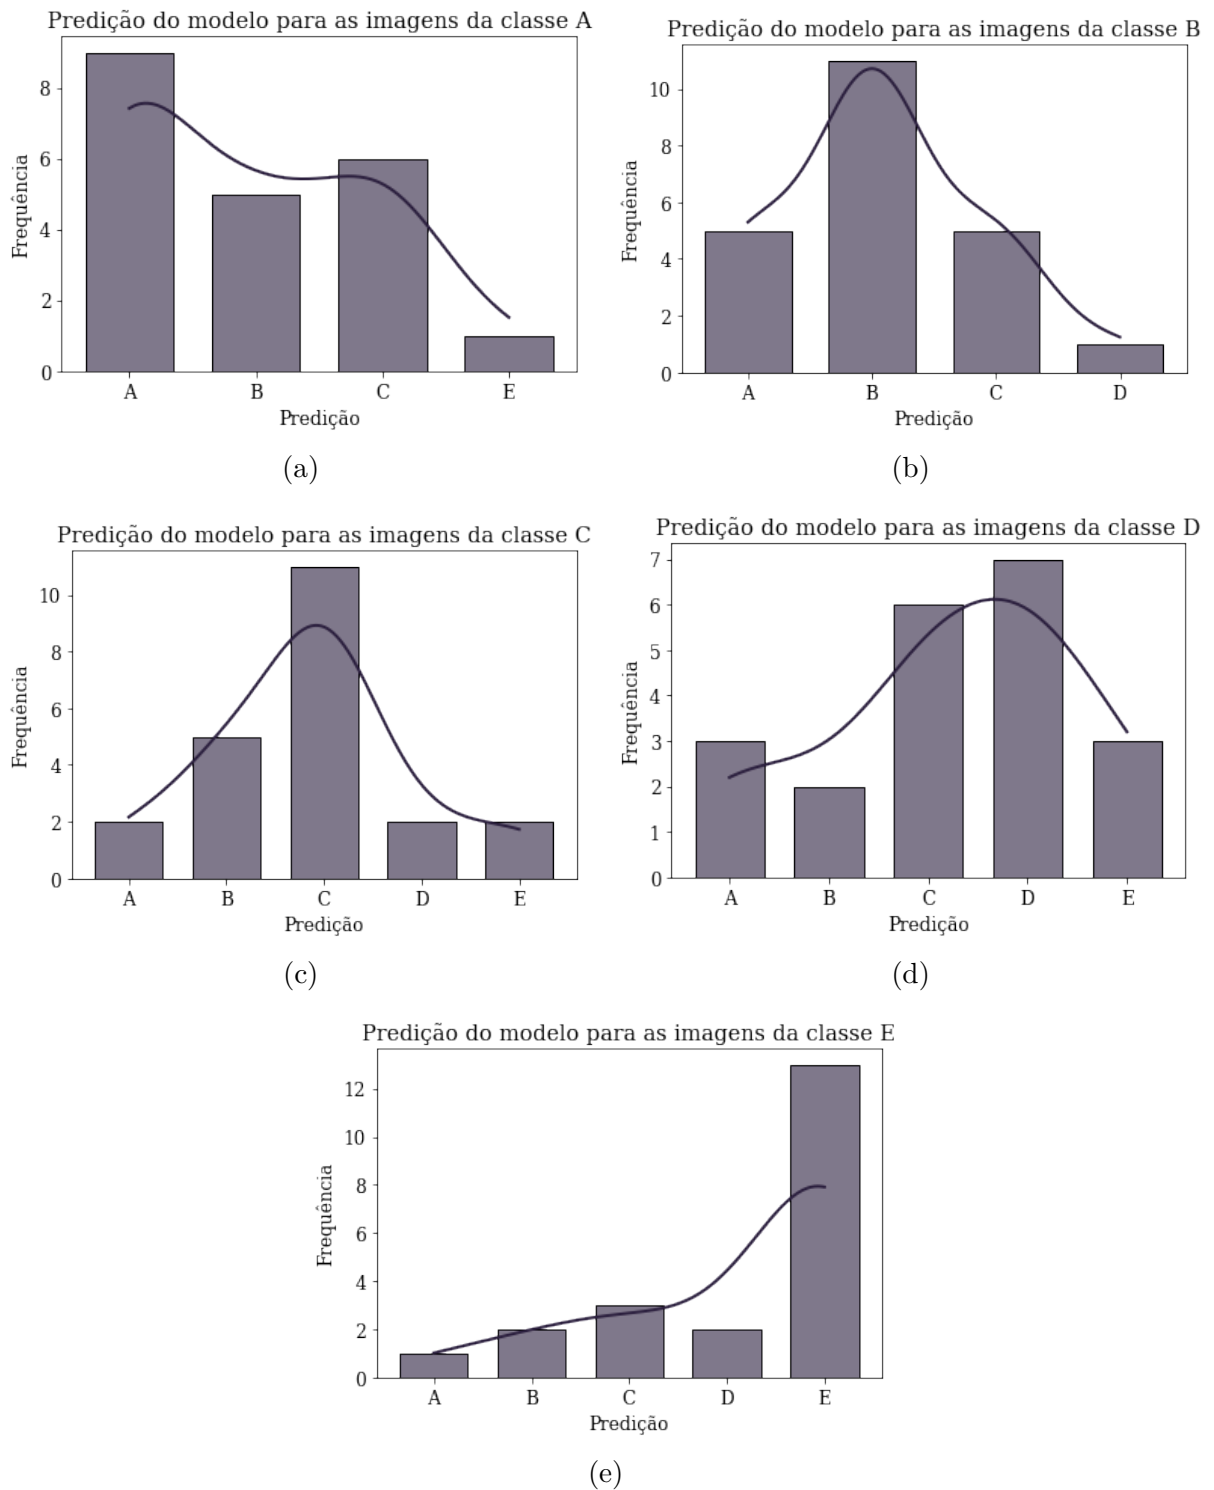 Predição do modelo para as imagens da classe A
Frequência
8
6
4
2
0
A B C E
Predição
(a)
Predição do modelo para as imagens da classe B
Frequência
10
8
6
4
2
0
A B C D
Predição
(b)
Predição do modelo para as imagens da classe C
Frequência
10
8
6
4
2
0
A B C D E
Predição
(c)
Predição do modelo para as imagens da classe D
Frequência
7
6
5
4
3
2
1
0
A B C D E
Predição
(d)
Predição do modelo para as imagens da classe E
Frequência
12
10
8
6
4
2
0
A B C D E
Predição
(e)